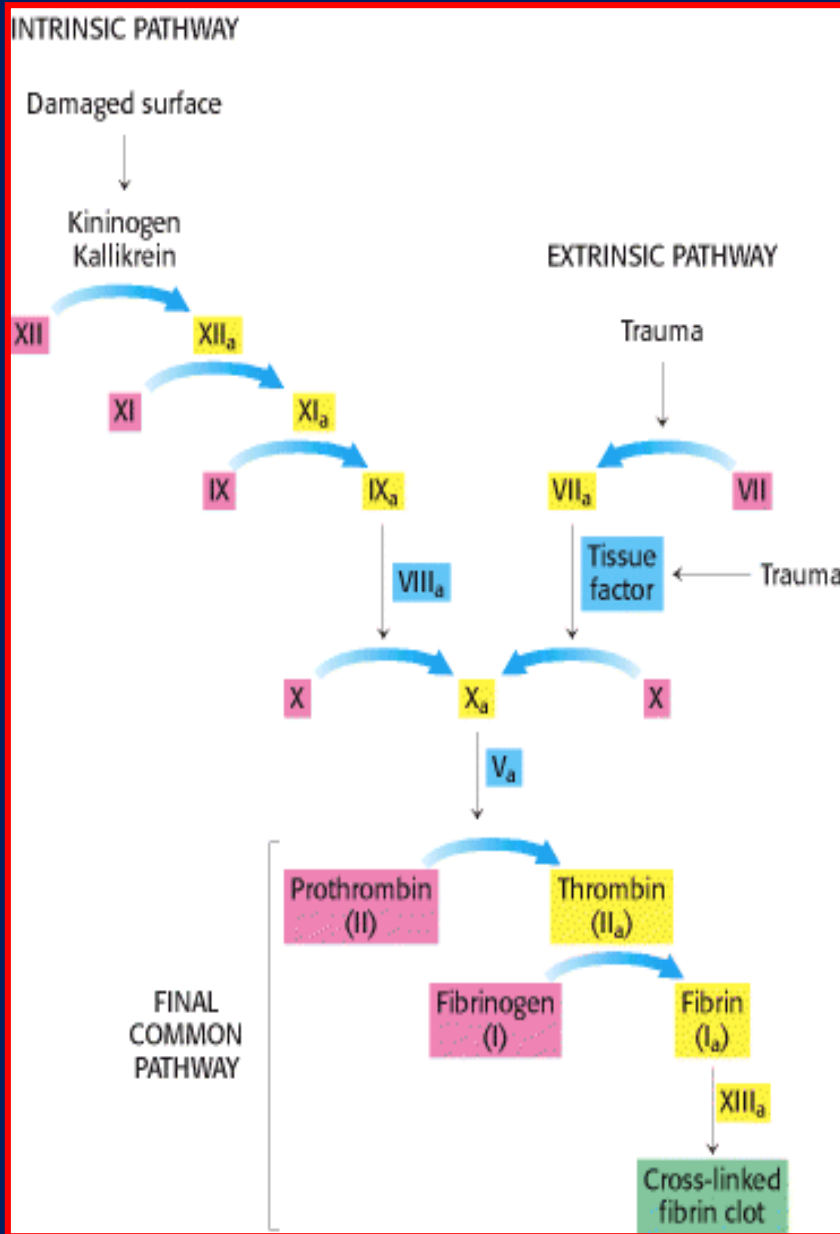 INTRINSIC PATHWAY
Damaged surface
Kininogen
Kallikrein
EXTRINSIC PATHWAY
XII
XIIa
Trauma
XI
XIa
IX
IXa
VIIa
VII
VIIIa
Tissue
factor
Trauma
X
Xa
X
Va
Prothrombin
(II)
Thrombin
(IIa)
Fibrinogen
(I)
Fibrin
(Ia)
FINAL
COMMON
PATHWAY
XIIIa
Cross-linked
fibrin clot